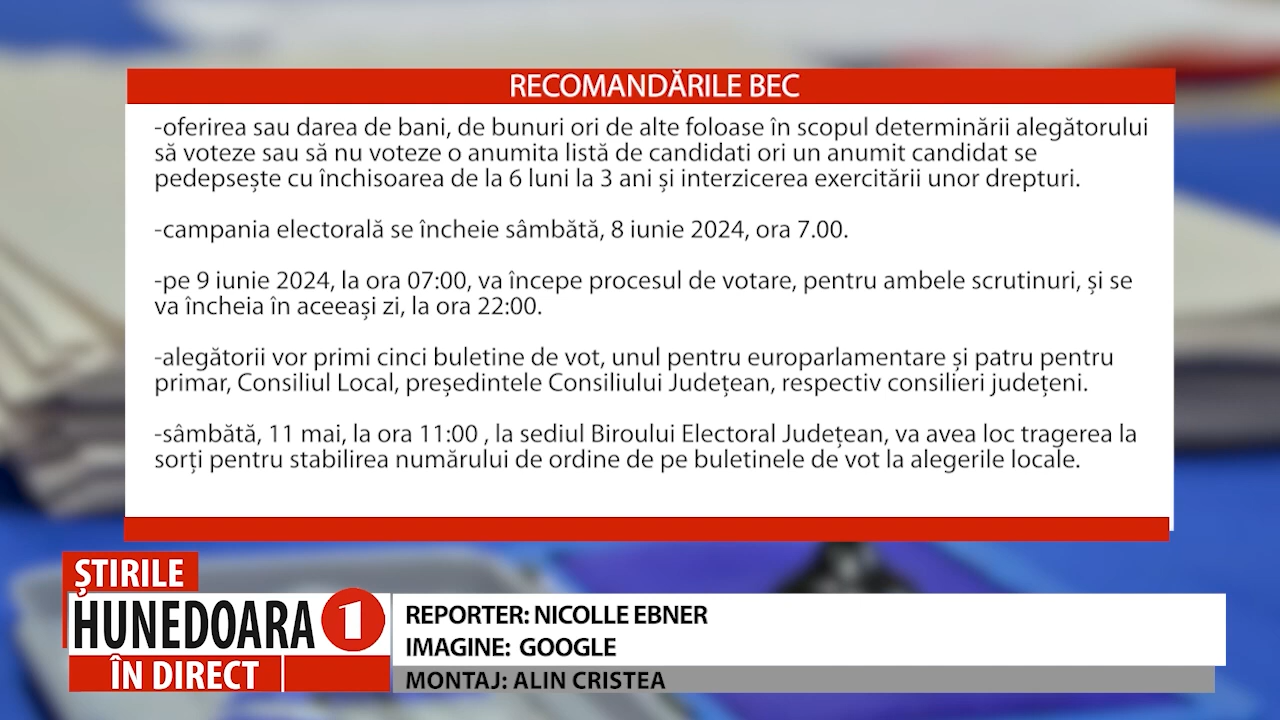 RECOMANDĂRILE BEC
-oferirea sau darea de bani, de bunuri ori de alte foloase în scopul determinării alegătorului
să voteze sau să nu voteze o anumita listă de candidati ori un anumit candidat se
pedepsește cu închisoarea de la 6 luni la 3 ani și interzicerea exercitării unor drepturi.
-campania electorală se încheie sâmbătă, 8 iunie 2024, ora 7.00.
-pe 9 iunie 2024, la ora 07:00, va începe procesul de votare, pentru ambele scrutinuri, și se
va încheia în aceeași zi, la ora 22:00.
-alegătorii vor primi cinci buletine de vot, unul pentru europarlamentare și patru pentru
primar, Consiliul Local, președintele Consiliului Județean, respectiv consilieri județeni.
-sâmbătă, 11 mai, la ora 11:00 , la sediul Biroului Electoral Județean, va avea loc tragerea la
sorți pentru stabilirea numărului de ordine de pe buletinele de vot la alegerile locale.
ȘTIRILE
HUNEDOARA 1
ÎN DIRECT
REPORTER: NICOLLE EBNER
IMAGINE: GOOGLE
MONTAJ: ALIN CRISTEA